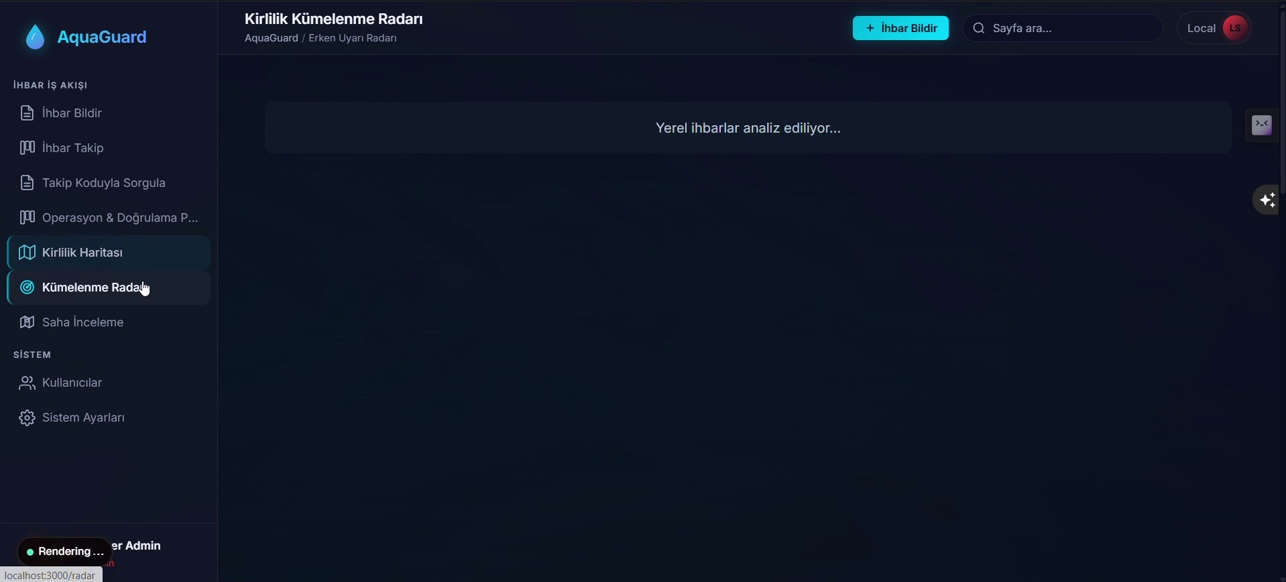 AquaGuard
Kirlilik Kümelenme Radarı
AquaGuard / Erken Uyarı Radarı
+ İhbar Bildir
Sayfa ara...
Local
LS
İHBAR İŞ AKIŞI
İhbar Bildir
İhbar Takip
Takip Koduyla Sorgula
Operasyon & Doğrulama P...
Kirlilik Haritası
Kümelenme Radarı
Saha İnceleme
SİSTEM
Kullanıcılar
Sistem Ayarları
Yerel ihbarlar analiz ediliyor...
Rendering ...
er Admin
localhost:3000/radar